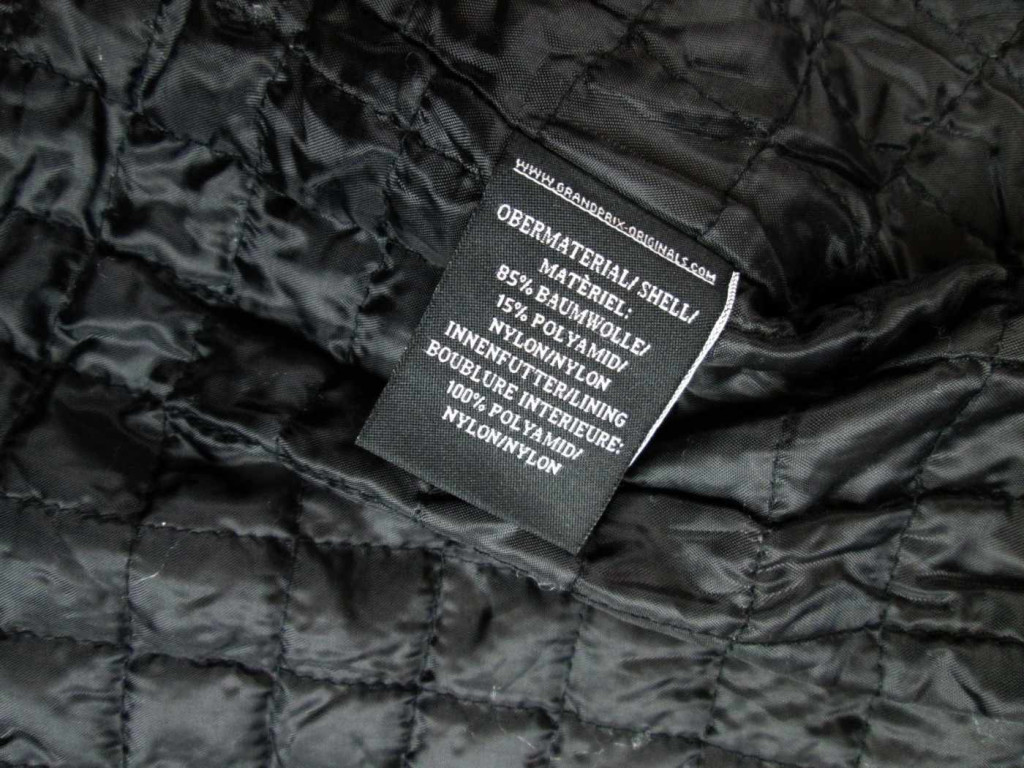 WWW.GRANDPRIX-ORIGINALS.COM
OBERMATERIAL/ SHELL/
MATÈRIEL:
85% BAUMWOLLE/
15% POLYAMID/
NYLON/NYLON
INNENFUTTER/LINING
BOUBLURE INTERIEURE:
100% POLYAMID/
NYLON/NYLON